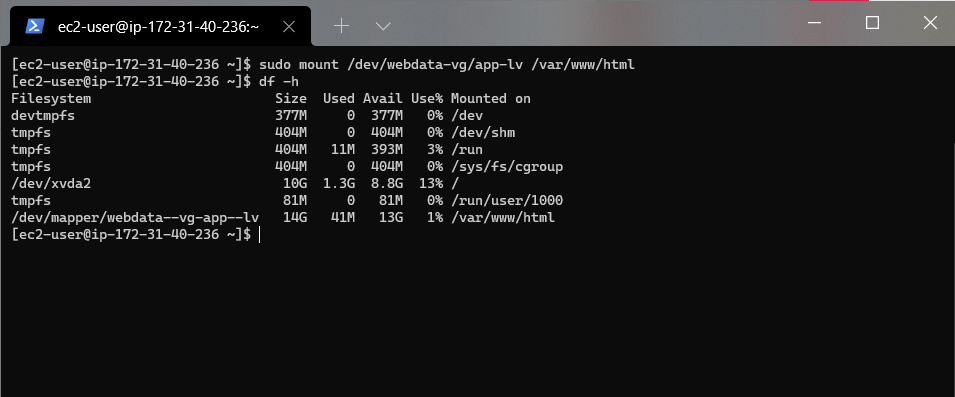 ec2-user@ip-172-31-40-236:~
[ec2-user@ip-172-31-40-236 ~]$ sudo mount /dev/webdata-vg/app-lv /var/www/html
[ec2-user@ip-172-31-40-236 ~]$ df -h
Filesystem                      Size  Used Avail Use% Mounted on
devtmpfs                        377M     0  377M   0% /dev
tmpfs                           404M     0  404M   0% /dev/shm
tmpfs                           404M   11M  393M   3% /run
tmpfs                           404M     0  404M   0% /sys/fs/cgroup
/dev/xvda2                       10G  1.3G  8.8G  13% /
tmpfs                            81M     0   81M   0% /run/user/1000
/dev/mapper/webdata--vg-app--lv   14G   41M   13G   1% /var/www/html
[ec2-user@ip-172-31-40-236 ~]$